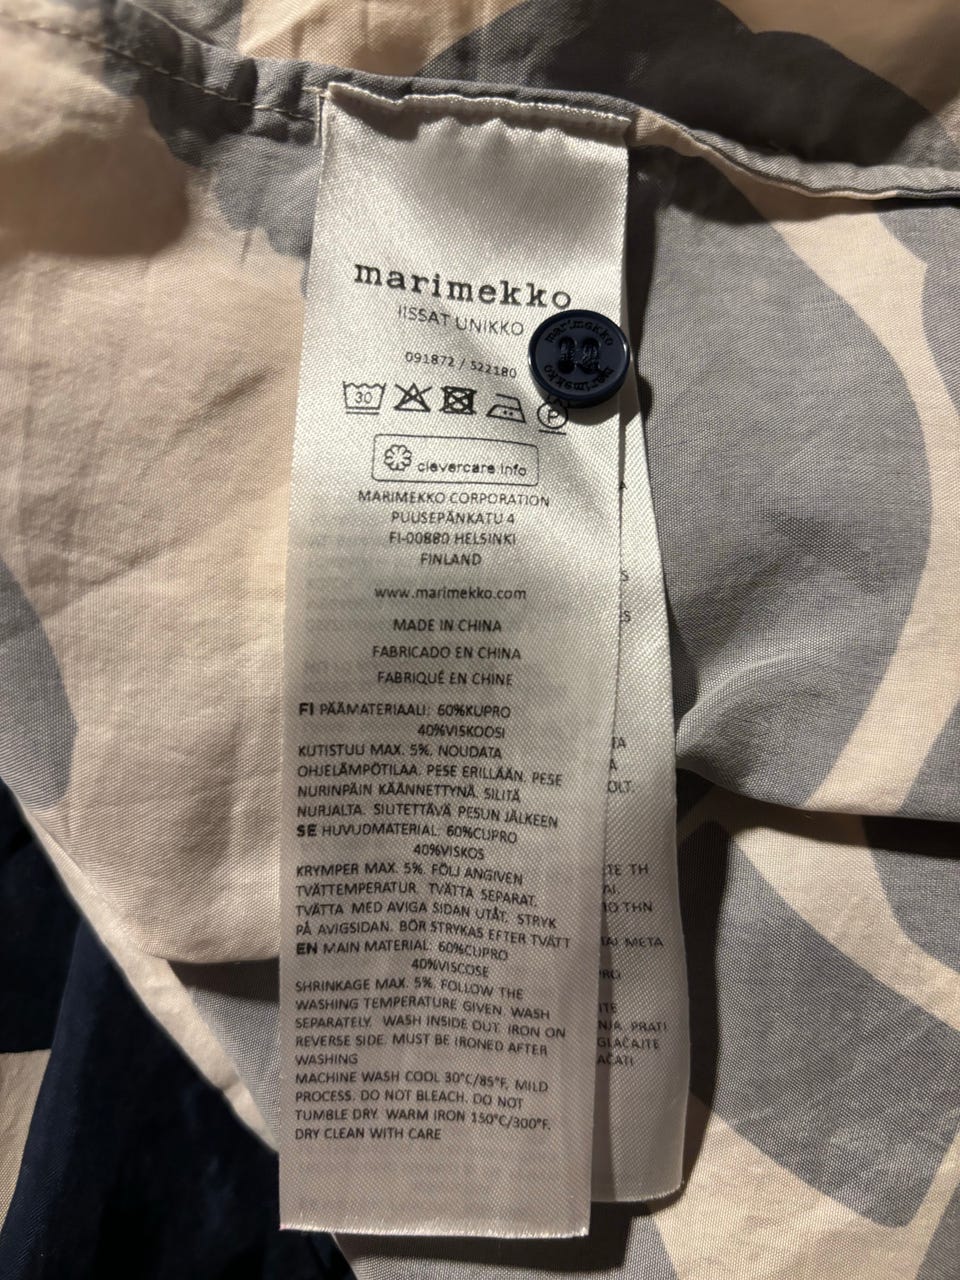 marimekko
IISSAT UNIKKO
marimekko
marimekko
091872 / 522180
30
P
clevercare.info
MARIMEKKO CORPORATION
PUUSEPÄNKATU 4
FI-00880 HELSINKI
FINLAND
www.marimekko.com
MADE IN CHINA
FABRICADO EN CHINA
FABRIQUÉ EN CHINE
FI PÄÄMATERIAALI: 60%KUPRO
40%VISKOOSI
KUTISTUU MAX. 5%. NOUDATA
OHJELÄMPÖTILAA. PESE ERILLÄÄN. PESE
NURINPÄIN KÄÄNNETTYNÄ. SILITÄ
NURJALTA. SILITETTÄVÄ PESUN JÄLKEEN
SE HUVUDMATERIAL: 60%CUPRO
40%VISKOS
KRYMPER MAX. 5%. FÖLJ ANGIVEN
TVÄTTEMPERATUR. TVÄTTA SEPARAT.
TVÄTTA MED AVIGA SIDAN UTÅT. STRYK
PÅ AVIGSIDAN. BÖR STRYKAS EFTER TVÄTT
EN MAIN MATERIAL: 60%CUPRO
40%VISCOSE
SHRINKAGE MAX. 5%. FOLLOW THE
WASHING TEMPERATURE GIVEN. WASH
SEPARATELY. WASH INSIDE OUT. IRON ON
REVERSE SIDE. MUST BE IRONED AFTER
WASHING
MACHINE WASH COOL 30°C/85°F, MILD
PROCESS. DO NOT BLEACH. DO NOT
TUMBLE DRY. WARM IRON 150°C/300°F.
DRY CLEAN WITH CARE
TH
THN
META
PRATI